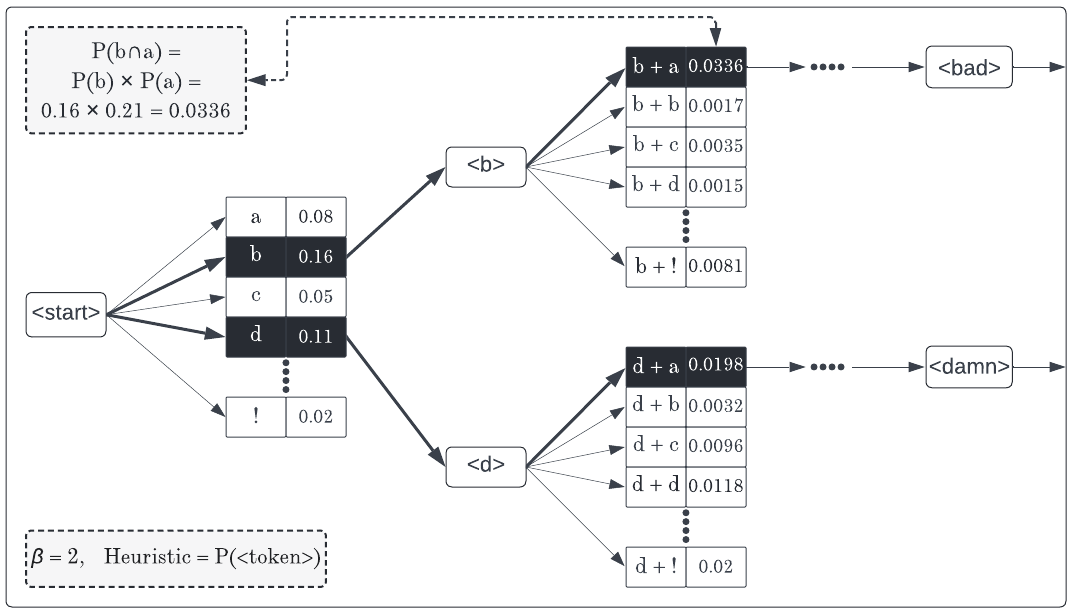 P(b∩a) =
P(b) × P(a) =
0.16 × 0.21 = 0.0336
<start>
a 0.08
b 0.16
c 0.05
d 0.11
! 0.02
<b>
b + a 0.0336
b + b 0.0017
b + c 0.0035
b + d 0.0015
b + ! 0.0081
<bad>
<d>
d + a 0.0198
d + b 0.0032
d + c 0.0096
d + d 0.0118
d + ! 0.02
<damn>
β = 2, Heuristic = P(<token>)